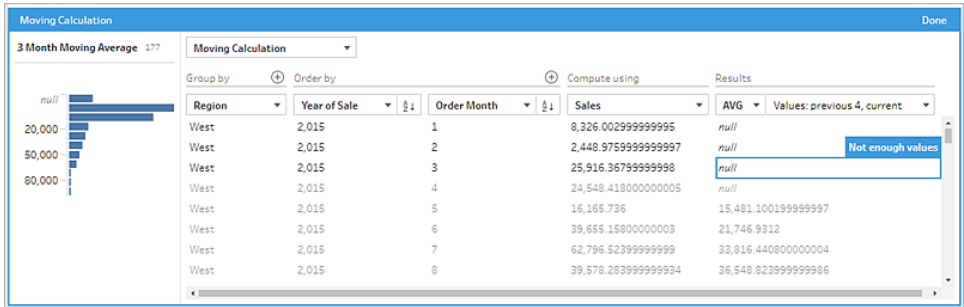 Moving Calculation Done
3 Month Moving Average 177
Moving Calculation
Group by Order by Compute using Results
Region Year of Sale Order Month Sales AVG Values: previous 4, current
null
20,000
50,000
80,000
West 2,015 1 8,326.002999999995 null
West 2,015 2 2,448.9759999999997 null
Not enough values
West 2,015 3 25,916.36799999998 null
West 2,015 4 24,548.418000000005 null
West 2,015 5 16,165.736 15,481.100199999997
West 2,015 6 39,655.15800000003 21,746.9312
West 2,015 7 62,796.52399999999 33,816.440800000004
West 2,015 8 39,578.283999999934 36,548.823999999986